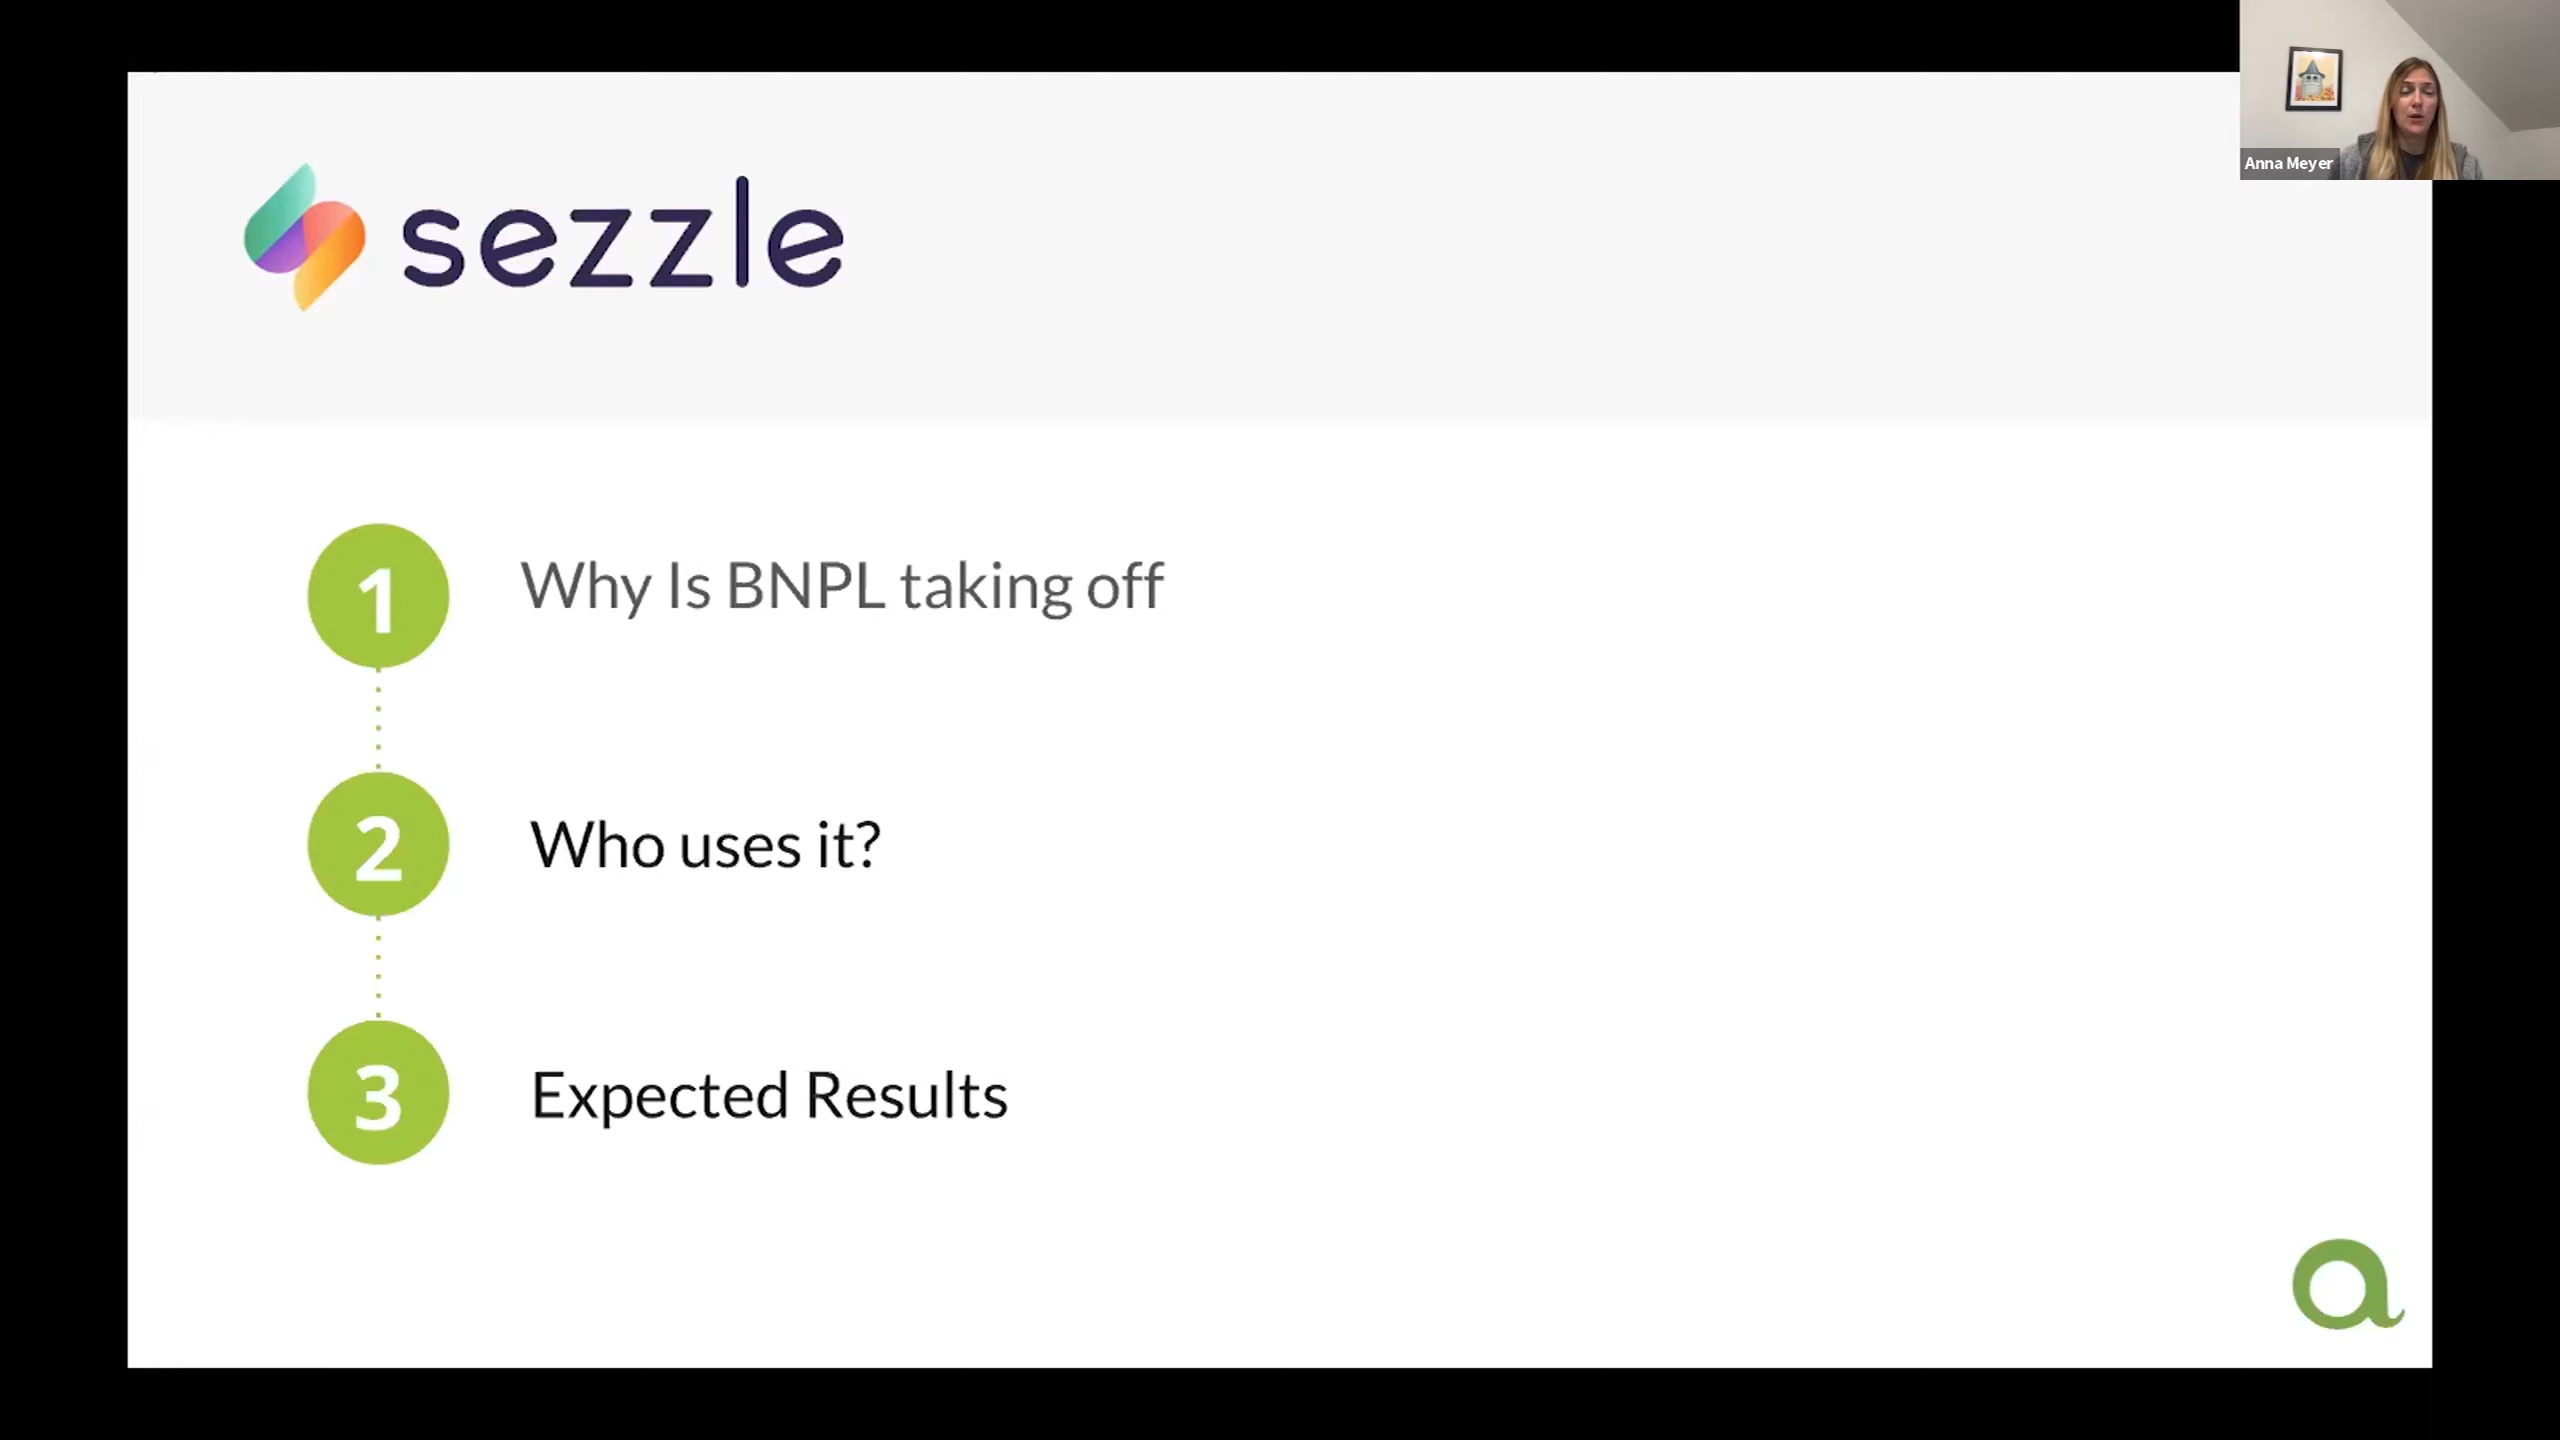 Anna Meyer
sezzle
1 Why Is BNPL taking off
2 Who uses it?
3 Expected Results
a